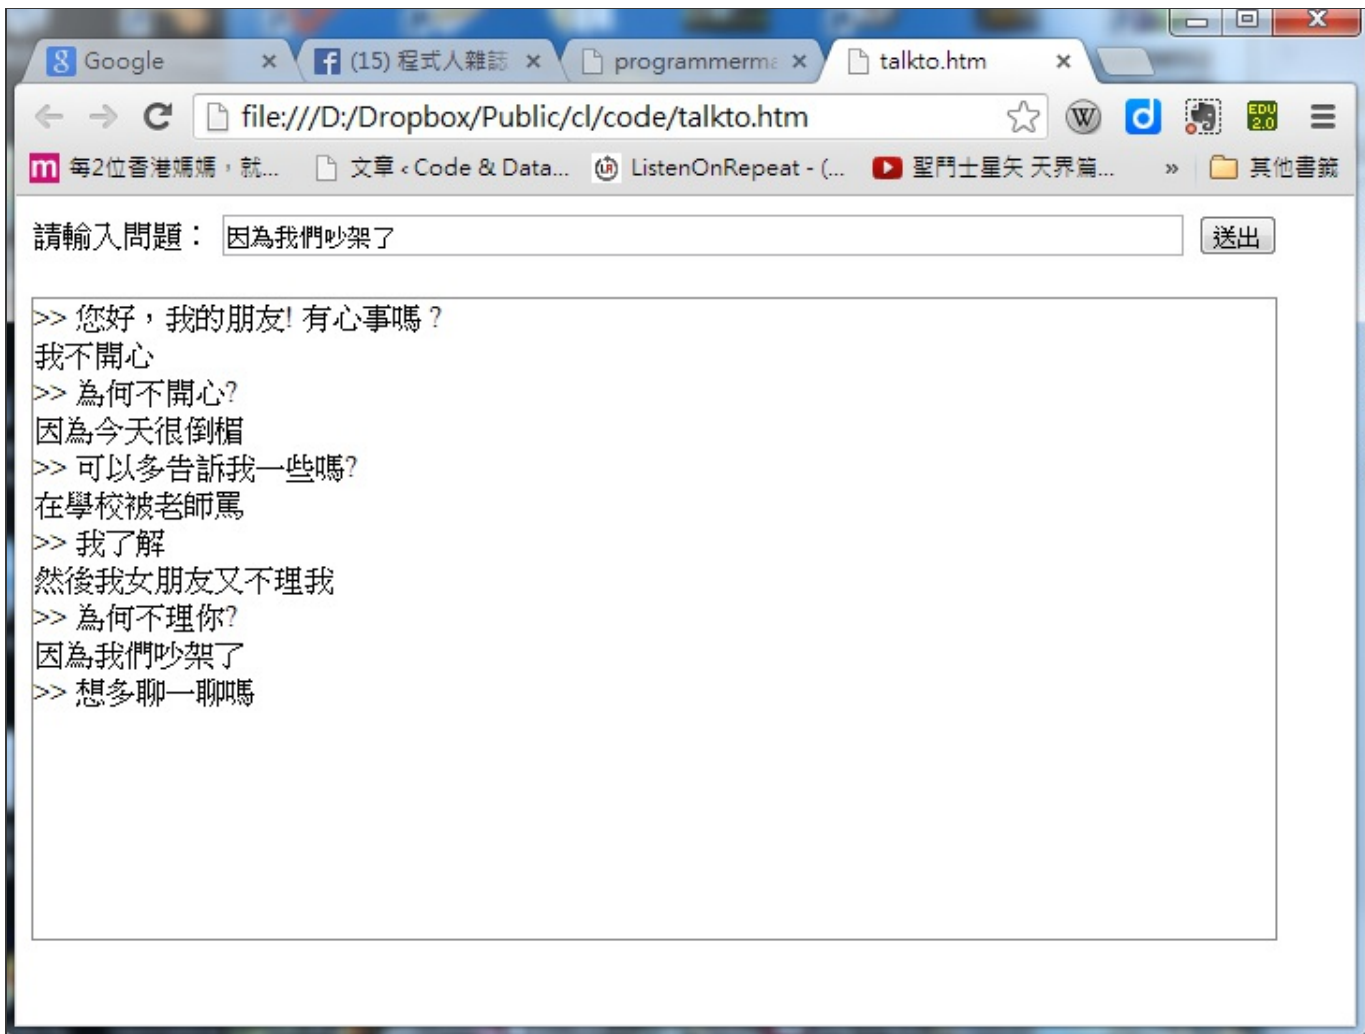 Google
(15) 程式人雜誌
programmerma
talkto.htm
file:///D:/Dropbox/Public/cl/code/talkto.htm
W
d
EDU 2.0
m 每2位香港媽媽，就...
文章 ‹ Code & Data...
ListenOnRepeat - (...
聖鬥士星矢 天界篇...
»
其他書籤
請輸入問題： 因為我們吵架了 送出
>> 您好，我的朋友! 有心事嗎 ?
我不開心
>> 為何不開心?
因為今天很倒楣
>> 可以多告訴我一些嗎?
在學校被老師罵
>> 我了解
然後我女朋友又不理我
>> 為何不理你?
因為我們吵架了
>> 想多聊一聊嗎